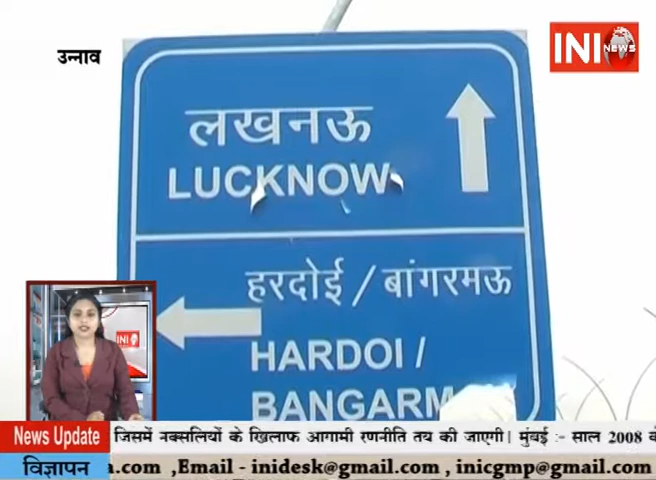 उन्नाव
INI NEWS
लखनऊ
LUCKNOW
हरदोई / बांगरमऊ
HARDOI /
BANGARM
INI
News Update
जिसमें नक्सलियों के खिलाफ आगामी रणनीति तय की जाएगी| मुंबई :- साल 2008
विज्ञापन
a.com ,Email - inidesk@gmail.com , inicgmp@gmail.com